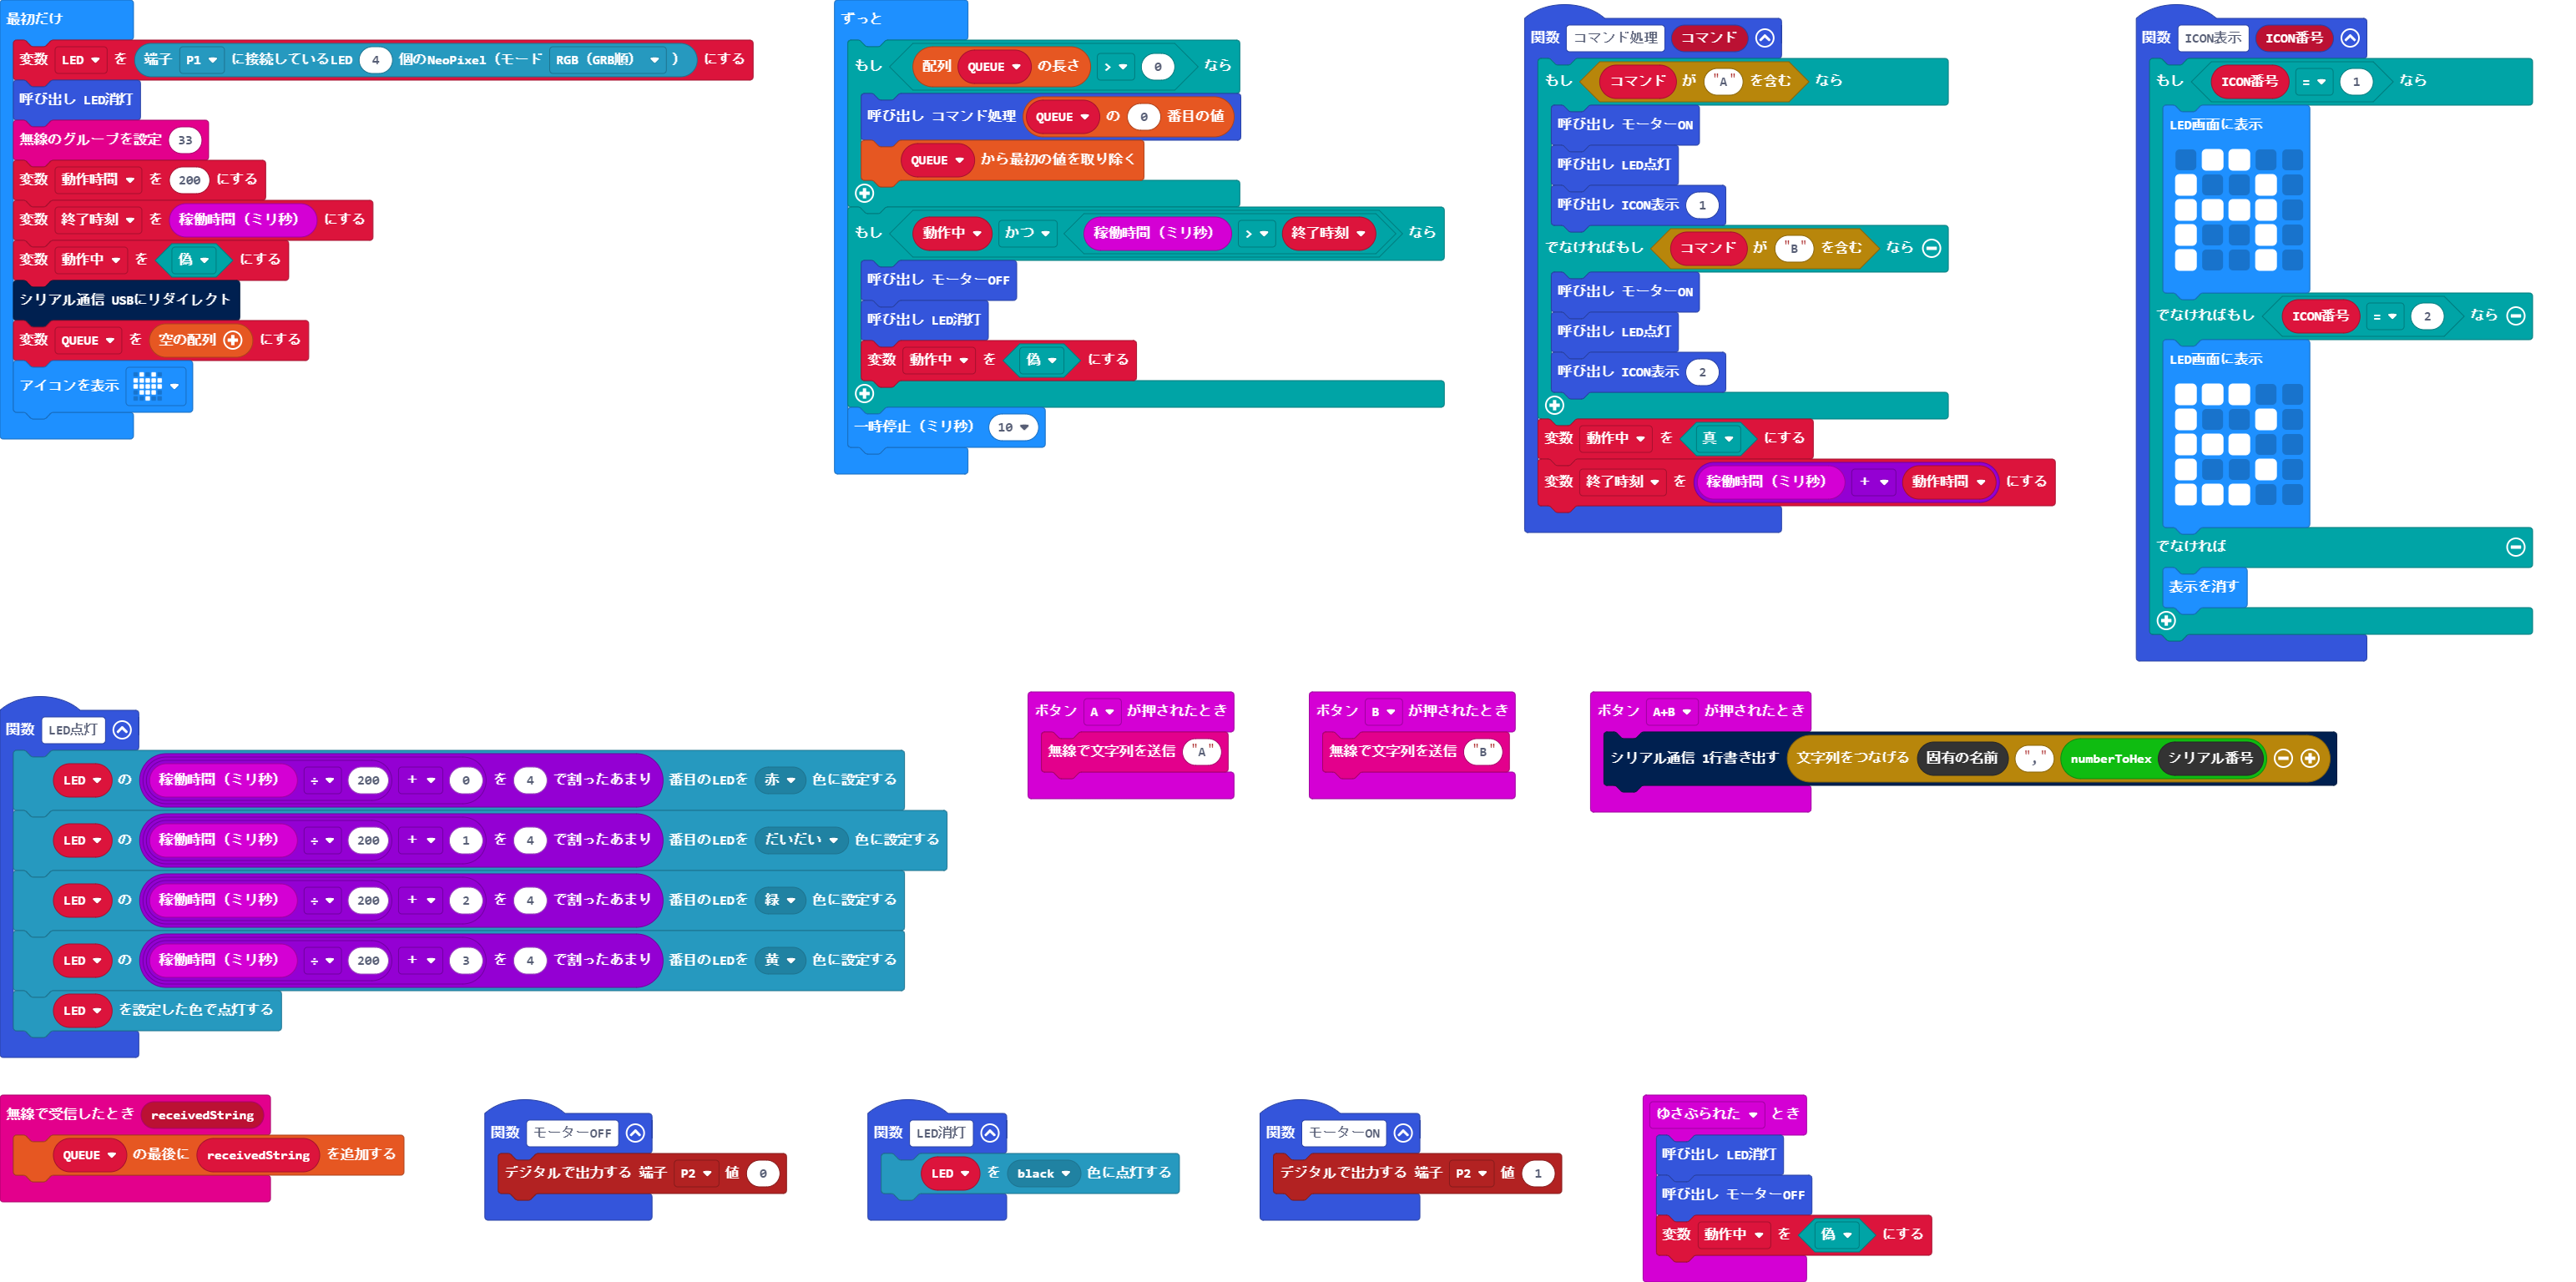 最初だけ
変数 LED を 端子 P1 に接続しているLED 4 個のNeoPixel（モード RGB（GRB順） ） にする
呼び出し LED消灯
無線のグループを設定 33
変数 動作時間 を 200 にする
変数 終了時刻 を 稼働時間（ミリ秒） にする
変数 動作中 を 偽 にする
シリアル通信 USBにリダイレクト
変数 QUEUE を 空の配列 にする
アイコンを表示
ずっと
もし 配列 QUEUE の長さ > 0 なら
呼び出し コマンド処理 QUEUE の 0 番目の値
QUEUE から最初の値を取り除く
もし 動作中 かつ 稼働時間（ミリ秒） > 終了時刻 なら
呼び出し モーターOFF
呼び出し LED消灯
変数 動作中 を 偽 にする
一時停止（ミリ秒） 10
関数 コマンド処理 コマンド
もし コマンド が "A" を含む なら
呼び出し モーターON
呼び出し LED点灯
呼び出し ICON表示 1
でなければもし コマンド が "B" を含む なら
呼び出し モーターON
呼び出し LED点灯
呼び出し ICON表示 2
変数 動作中 を 真 にする
変数 終了時刻 を 稼働時間（ミリ秒） + 動作時間 にする
関数 ICON表示 ICON番号
もし ICON番号 = 1 なら
LED画面に表示
でなければもし ICON番号 = 2 なら
LED画面に表示
でなければ
表示を消す
関数 LED点灯
LED の 稼働時間（ミリ秒） ÷ 200 + 0 を 4 で割ったあまり 番目のLEDを 赤 色に設定する
LED の 稼働時間（ミリ秒） ÷ 200 + 1 を 4 で割ったあまり 番目のLEDを だいだい 色に設定する
LED の 稼働時間（ミリ秒） ÷ 200 + 2 を 4 で割ったあまり 番目のLEDを 緑 色に設定する
LED の 稼働時間（ミリ秒） ÷ 200 + 3 を 4 で割ったあまり 番目のLEDを 黄 色に設定する
LED を設定した色で点灯する
ボタン A が押されたとき
無線で文字列を送信 "A"
ボタン B が押されたとき
無線で文字列を送信 "B"
ボタン A+B が押されたとき
シリアル通信 1行書き出す 文字列をつなげる 固有の名前 "," numberToHex シリアル番号
無線で受信したとき receivedString
QUEUE の最後に receivedString を追加する
関数 モーターOFF
デジタルで出力する 端子 P2 値 0
関数 LED消灯
LED を black 色に点灯する
関数 モーターON
デジタルで出力する 端子 P2 値 1
ゆさぶられた とき
呼び出し LED消灯
呼び出し モーターOFF
変数 動作中 を 偽 にする